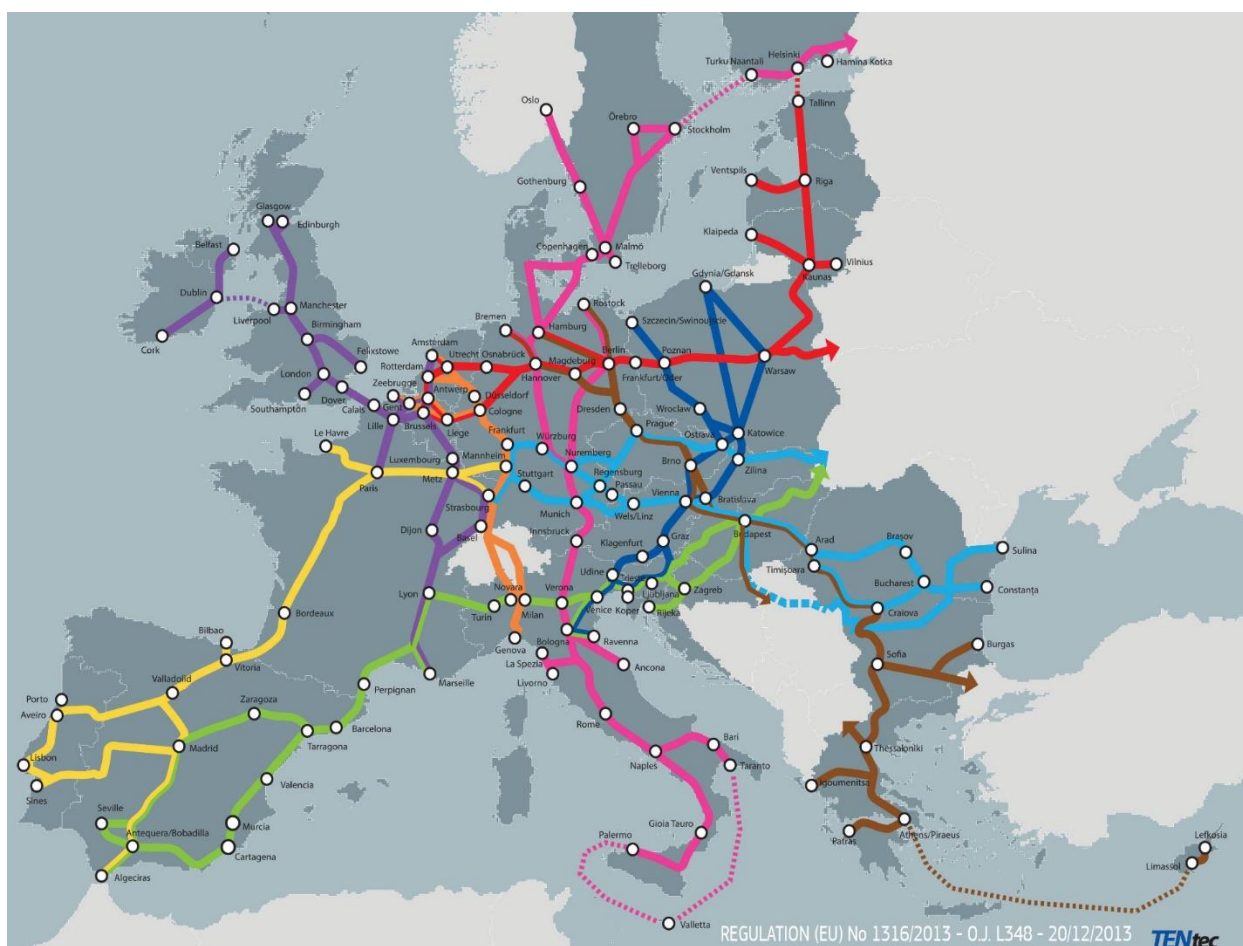 Oslo
Örebro
Stockholm
Turku Naantali
Helsinki
Hamina Kotka
Tallinn
Gothenburg
Ventspils
Riga
Klaipeda
Kaunas
Vilnius
Glasgow
Edinburgh
Belfast
Copenhagen
Malmö
Trelleborg
Gdynia/Gdansk
Dublin
Liverpool
Manchester
Birmingham
Cork
Felixstowe
London
Southampton
Dover
Calais
Bremen
Hamburg
Rostock
Szczecin/Swinoujscie
Amsterdam
Rotterdam
Utrecht
Osnabrück
Hannover
Magdeburg
Berlin
Frankfurt/Oder
Poznan
Warsaw
Zeebrugge
Gent
Antwerp
Düsseldorf
Cologne
Lille
Brussels
Liege
Dresden
Wroclaw
Le Havre
Luxembourg
Frankfurt
Mannheim
Würzburg
Prague
Ostrava
Katowice
Paris
Metz
Strasbourg
Stuttgart
Nuremberg
Regensburg
Passau
Brno
Zilina
Munich
Wels/Linz
Vienna
Bratislava
Dijon
Basel
Innsbruck
Klagenfurt
Graz
Budapest
Arad
Braşov
Sulina
Timişoara
Bucharest
Constanța
Craiova
Lyon
Turin
Novara
Milan
Verona
Udine
Trieste
Venice
Koper
Ljubljana
Rijeka
Zagreb
Bordeaux
Genova
Bologna
Ravenna
La Spezia
Livorno
Ancona
Bilbao
Vitoria
Marseille
Sofia
Burgas
Porto
Aveiro
Valladolid
Zaragoza
Perpignan
Barcelona
Tarragona
Madrid
Rome
Bari
Naples
Taranto
Thessaloniki
Igoumenitsa
Lisbon
Sines
Valencia
Seville
Antequera/Bobadilla
Murcia
Cartagena
Algeciras
Palermo
Gioia Tauro
Valletta
Patras
Athens/Piraeus
Lefkosia
Limassol
REGULATION (EU) No 1316/2013 - O.J. L348 - 20/12/2013
TENtec